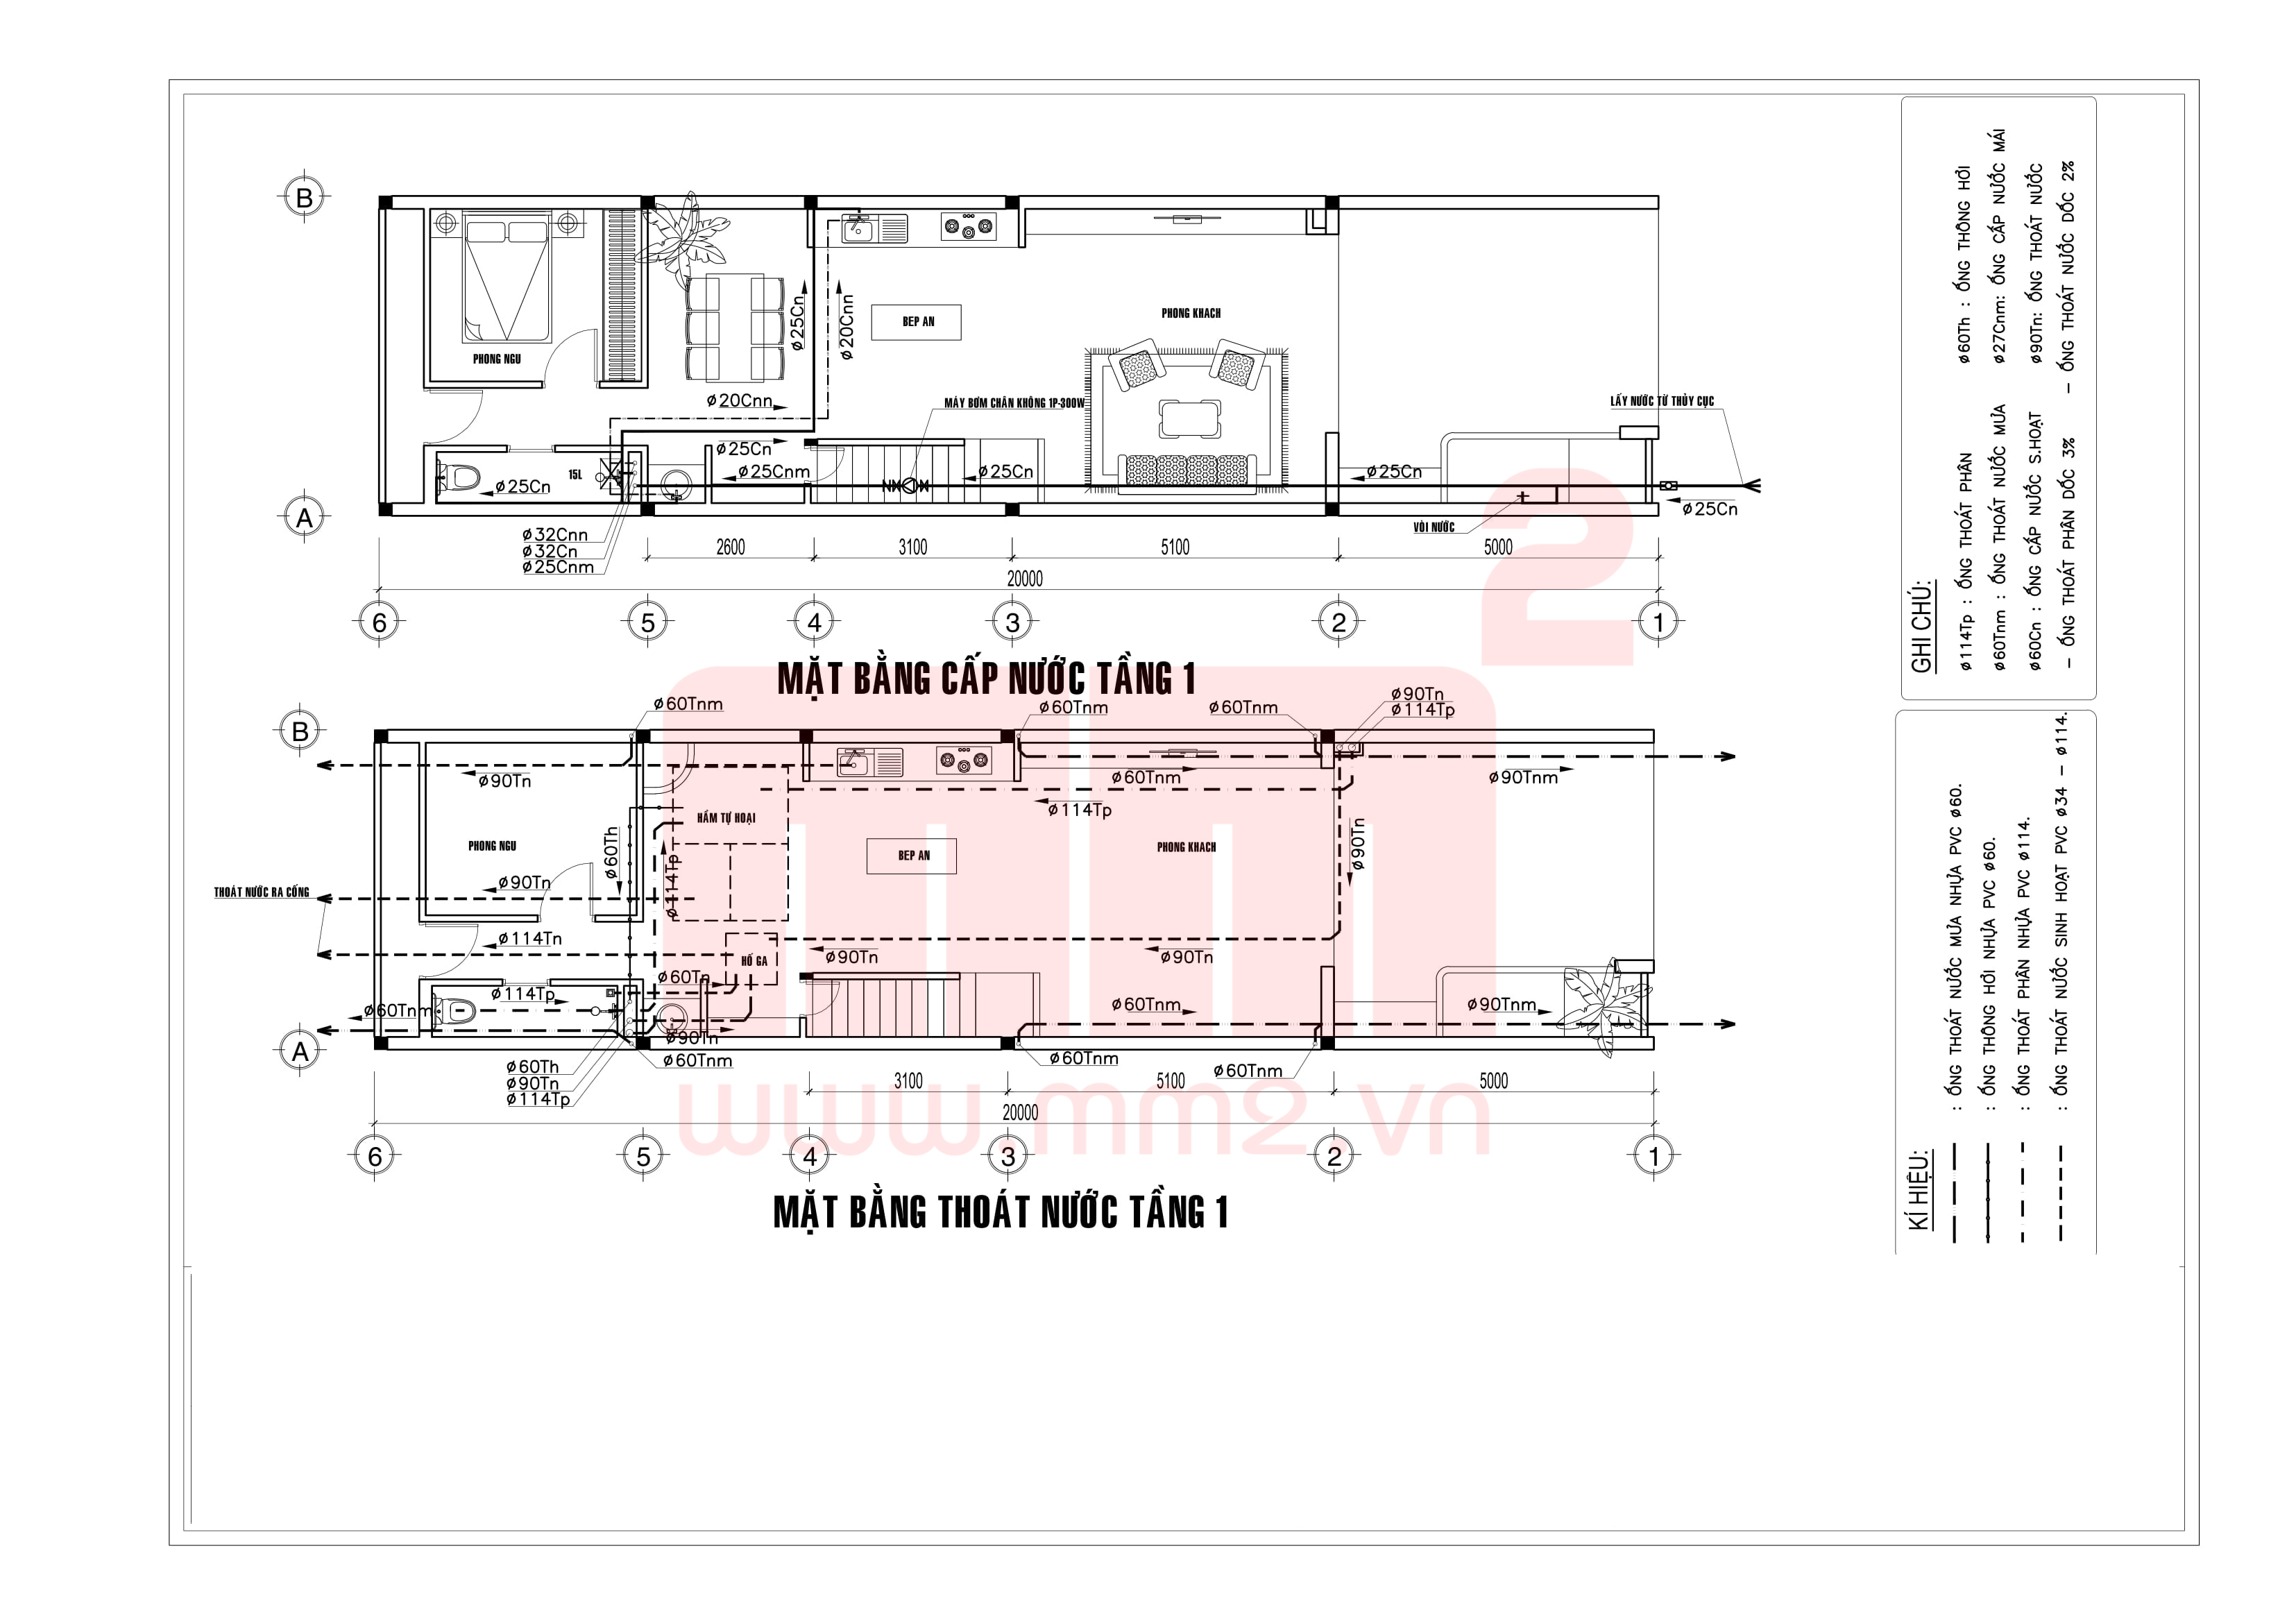 B
PHONG NGU
ø25Cn
ø20Cnn
BEP AN
PHONG KHACH
ø20Cnn
MÁY BƠM CHÂN KHÔNG 1P-300W
LẤY NƯỚC TỪ THỦY CỤC
ø25Cn
15L
ø25Cn
ø25Cnm
ø25Cn
ø25Cn
ø25Cn
A
VÒI NƯỚC
ø32Cnn
ø32Cn
ø25Cnm
2600
3100
5100
5000
20000
6
5
4
3
2
1
MẶT BẰNG CẤP NƯỚC TẦNG 1
B
ø60Tnm
ø60Tnm
ø60Tnm
ø90Tn
ø114Tp
ø90Tn
ø60Tnm
ø90Tnm
ø114Tp
HẦM TỰ HOẠI
PHONG NGU
ø60Th
ø114Tp
BEP AN
PHONG KHACH
ø90Tn
THOÁT NƯỚC RA CỐNG
ø90Tn
ø114Tn
HỐ GA
ø90Tn
ø90Tn
ø60Tn
ø114Tp
ø60Tnm
ø60Tnm
ø90Tnm
A
ø90Tn
ø60Tnm
ø60Tnm
ø60Tnm
ø60Th
ø90Tn
ø114Tp
3100
5100
5000
20000
6
5
4
3
2
1
MẶT BẰNG THOÁT NƯỚC TẦNG 1
GHI CHÚ:
ø114Tp : ỐNG THOÁT PHÂN
ø60Th : ỐNG THÔNG HƠI
ø60Tnm : ỐNG THOÁT NƯỚC MƯA
ø27Cnm: ỐNG CẤP NƯỚC MÁI
ø60Cn : ỐNG CẤP NƯỚC S.HOẠT
ø90Tn: ỐNG THOÁT NƯỚC
- ỐNG THOÁT PHÂN DỐC 3%
- ỐNG THOÁT NƯỚC DỐC 2%
KÍ HIỆU:
: ỐNG THOÁT NƯỚC MƯA NHỰA PVC ø60.
: ỐNG THÔNG HƠI NHỰA PVC ø60.
: ỐNG THOÁT PHÂN NHỰA PVC ø114.
: ỐNG THOÁT NƯỚC SINH HOẠT PVC ø34 - ø114.
mm2
www.mm2.vn